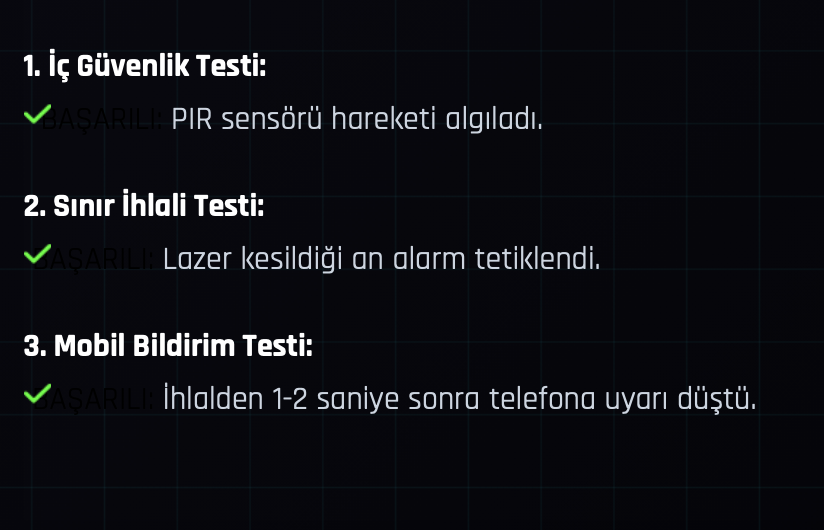 1. İç Güvenlik Testi:
✓ BAŞARILI: PIR sensörü hareketi algıladı.
2. Sınır İhlali Testi:
✓ BAŞARILI: Lazer kesildiği an alarm tetiklendi.
3. Mobil Bildirim Testi:
✓ BAŞARILI: İhlalden 1-2 saniye sonra telefona uyarı düştü.